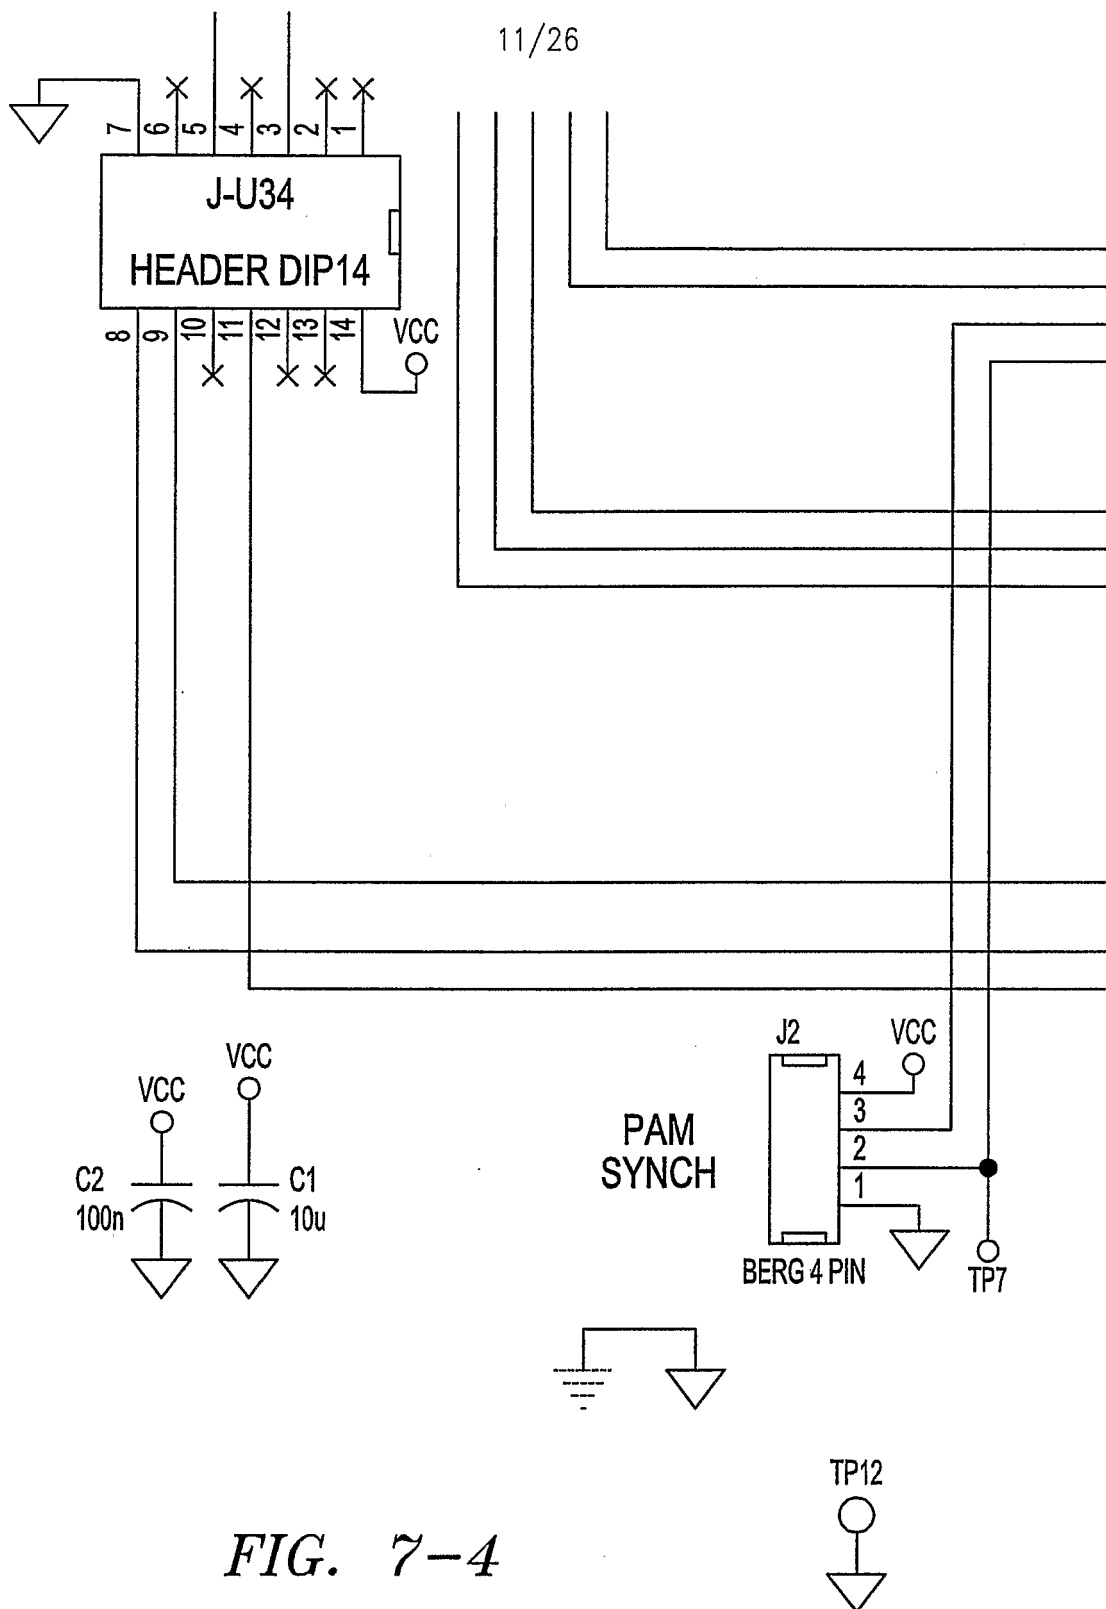 11/26
7 6 5 4 3 2 1
J-U34
HEADER DIP14
8 9 10 11 12 13 14
VCC
J2
VCC
VCC
VCC
4
3
2
1
PAM
SYNCH
C2
100n
C1
10u
BERG 4 PIN
TP7
TP12
FIG. 7-4